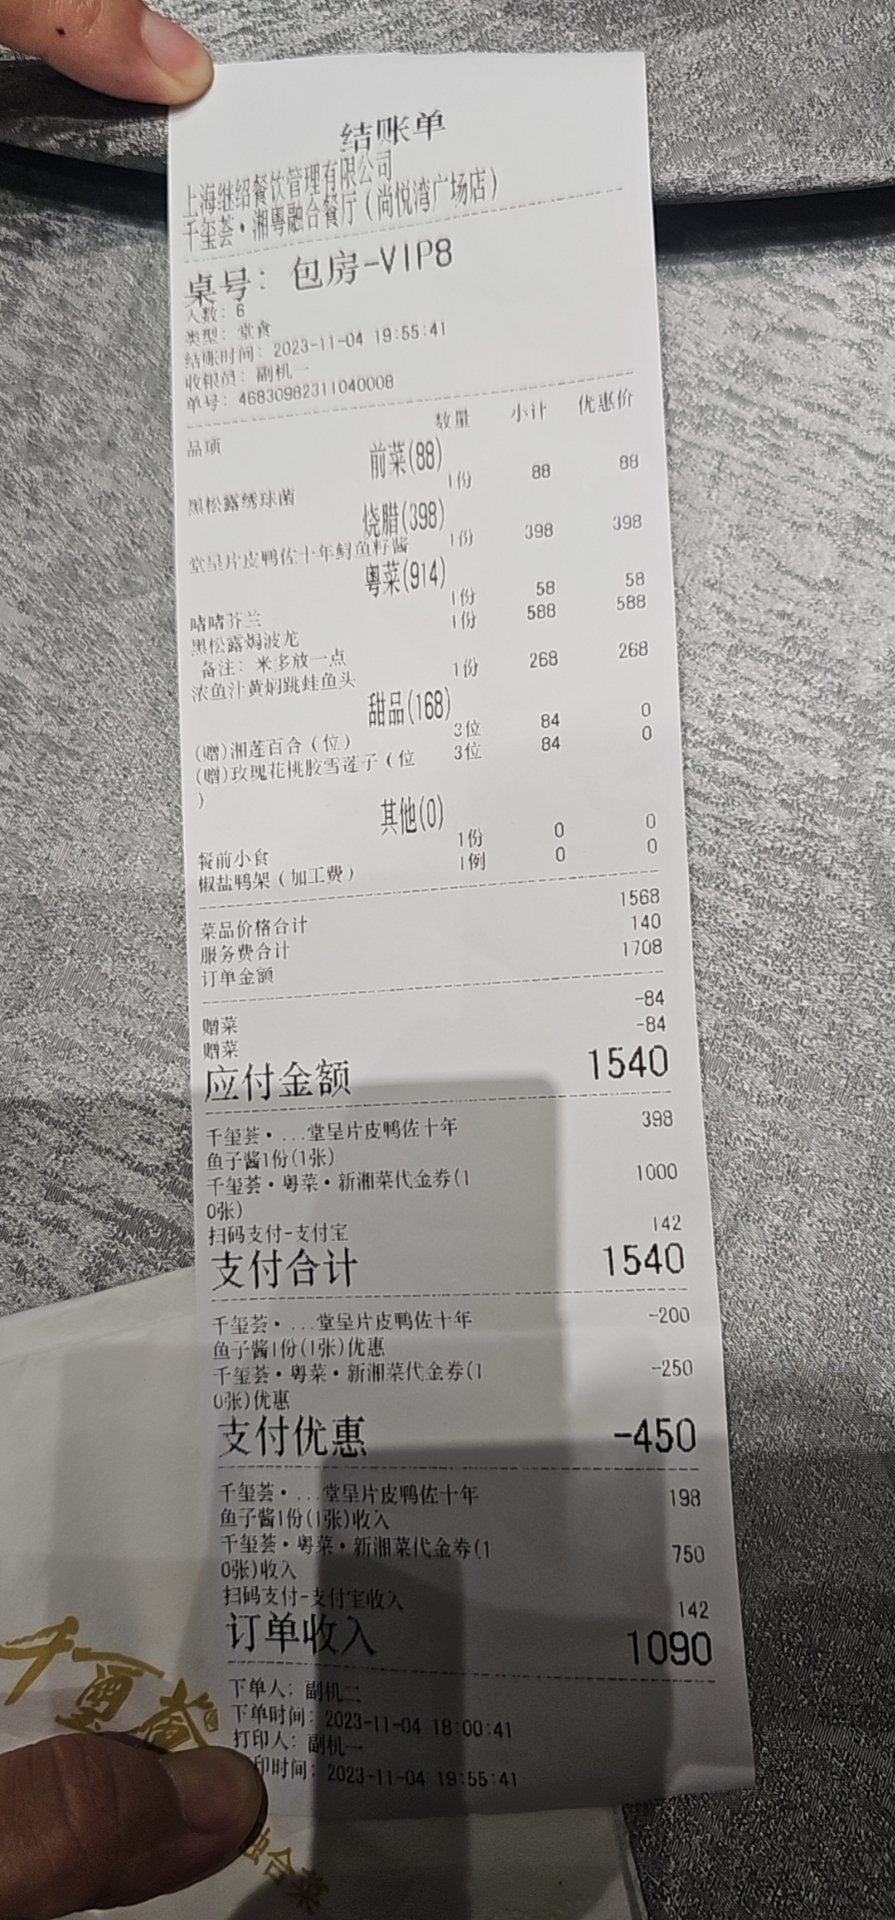 结账单
上海继绍餐饮管理有限公司
千玺荟·湘粤融合餐厅(尚悦湾广场店)
桌号：包房-VIP8
人数：6
类型：堂食
结账时间：2023-11-04 19:55:41
收银员：副机一
单号：46830982311040008
品项 数量 小计 优惠价
前菜(88)
黑松露绣球菌 1份 88 88
烧腊(398)
堂呈片皮鸭佐十年鲟鱼籽酱 1份 398 398
粤菜(914)
啫啫芥兰 1份 58 58
黑松露焗波龙 1份 588 588
备注：米多放一点
浓鱼汁黄焖跳蛙鱼头 1份 268 268
甜品(168)
(赠)湘莲百合(位) 3位 84 0
(赠)玫瑰花桃胶雪莲子(位 3位 84 0
)
其他(0)
餐前小食 1份 0 0
椒盐鸭架(加工费) 1例 0 0
菜品价格合计 1568
服务费合计 140
订单金额 1708
赠菜 -84
赠菜 -84
应付金额 1540
千玺荟·...堂呈片皮鸭佐十年 398
鱼子酱1份(1张)
千玺荟·粤菜·新湘菜代金券(1 1000
0张)
扫码支付-支付宝 142
支付合计 1540
千玺荟·...堂呈片皮鸭佐十年 -200
鱼子酱1份(1张)优惠
千玺荟·粤菜·新湘菜代金券(1 -250
0张)优惠
支付优惠 -450
千玺荟·...堂呈片皮鸭佐十年 198
鱼子酱1份(1张)收入
千玺荟·粤菜·新湘菜代金券(1 750
0张)收入
扫码支付-支付宝收入 142
订单收入 1090
下单人：副机二
下单时间：2023-11-04 18:00:41
打印人：副机一
印时间：2023-11-04 19:55:41
千玺荟
融合菜